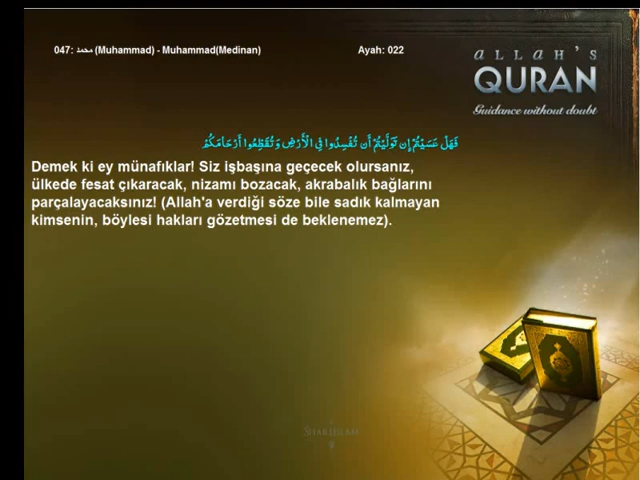 047: محمد (Muhammad) - Muhammad(Medinan) Ayah: 022
ALLAH'S
QURAN
Guidance without doubt
فَهَلْ عَسَيْتُمْ إِن تَوَلَّيْتُمْ أَن تُفْسِدُوا فِي الْأَرْضِ وَتُقَطِّعُوا أَرْحَامَكُمْ
Demek ki ey münafıklar! Siz işbaşına geçecek olursanız,
ülkede fesat çıkaracak, nizamı bozacak, akrabalık bağlarını
parçalayacaksınız! (Allah'a verdiği söze bile sadık kalmayan
kimsenin, böylesi hakları gözetmesi de beklenemez).